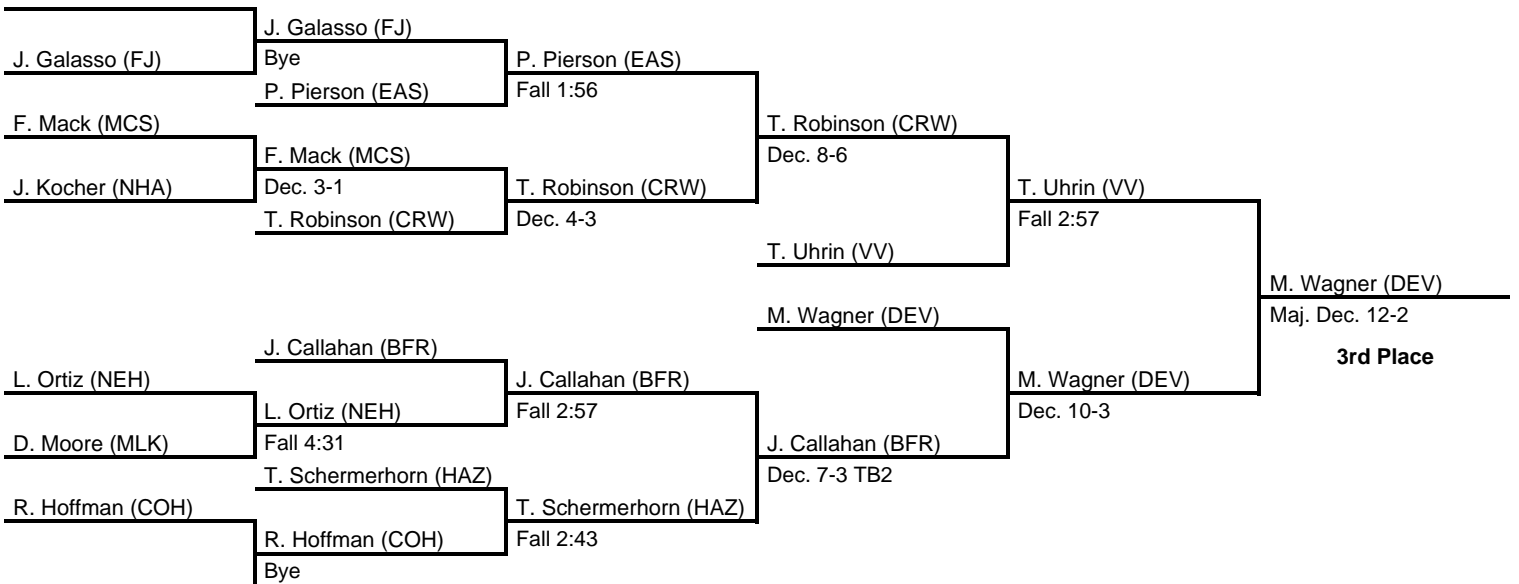 J. Galasso (FJ)
J. Galasso (FJ)
Bye
P. Pierson (EAS)
P. Pierson (EAS)
Fall 1:56
F. Mack (MCS)
T. Robinson (CRW)
F. Mack (MCS)
Dec. 8-6
J. Kocher (NHA)
Dec. 3-1
T. Robinson (CRW)
T. Uhrin (VV)
T. Robinson (CRW)
Dec. 4-3
Fall 2:57
T. Uhrin (VV)
M. Wagner (DEV)
M. Wagner (DEV)
Maj. Dec. 12-2
J. Callahan (BFR)
3rd Place
L. Ortiz (NEH)
J. Callahan (BFR)
M. Wagner (DEV)
L. Ortiz (NEH)
Fall 2:57
Dec. 10-3
D. Moore (MLK)
Fall 4:31
J. Callahan (BFR)
T. Schermerhorn (HAZ)
Dec. 7-3 TB2
R. Hoffman (COH)
T. Schermerhorn (HAZ)
R. Hoffman (COH)
Fall 2:43
Bye